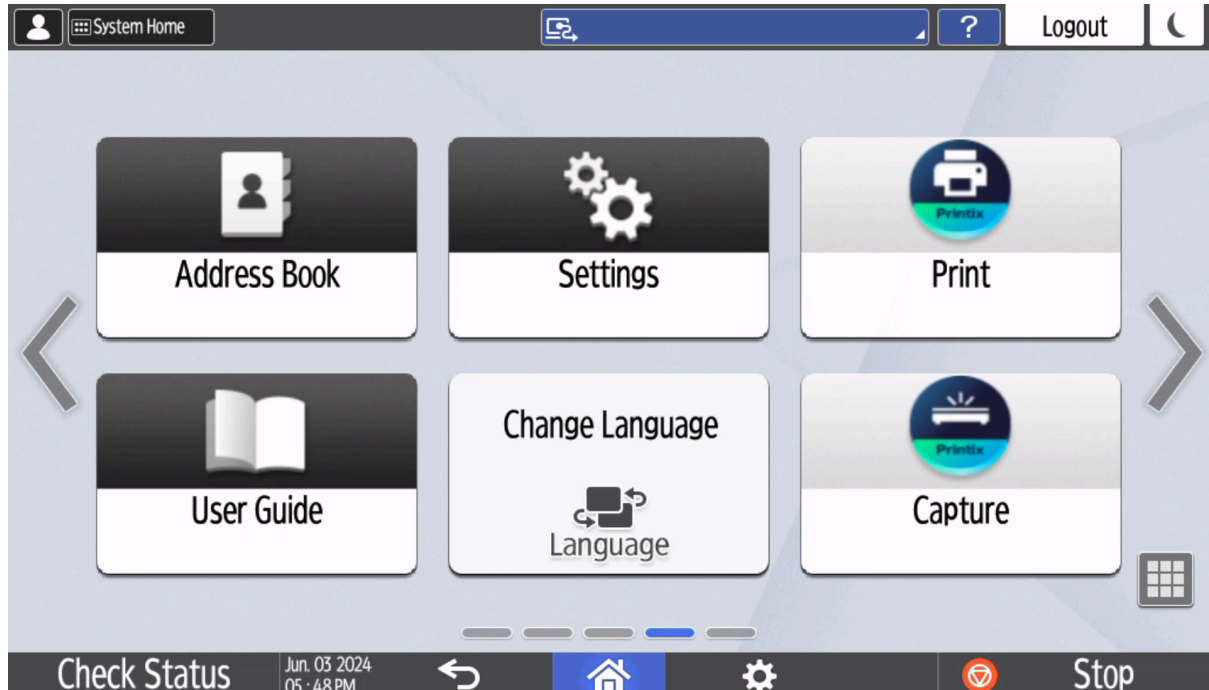 System Home
?
Logout
Address Book
Settings
Printix
Print
User Guide
Change Language
Language
Printix
Capture
Check Status
Jun. 03 2024
05 : 48 PM
Stop